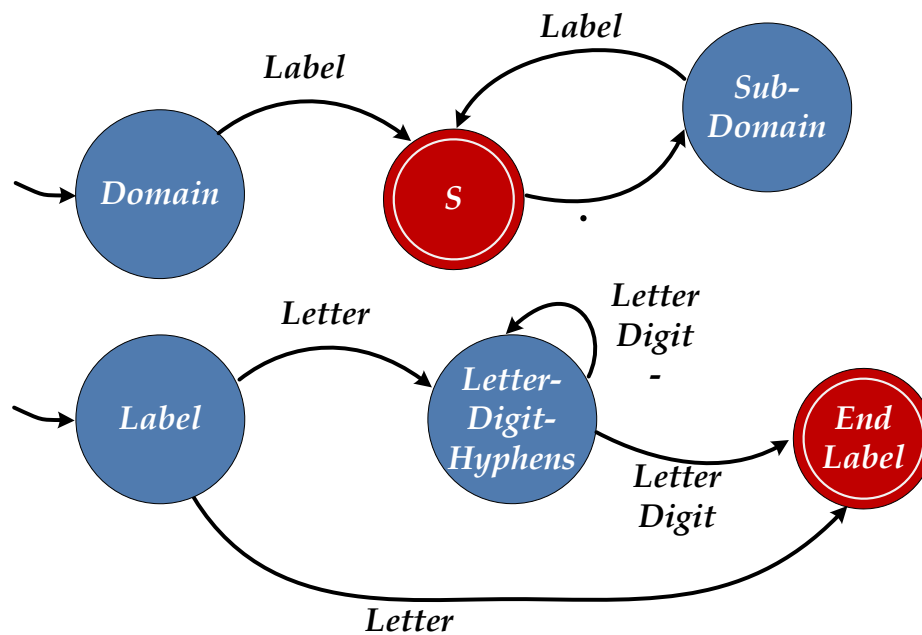 Label
Label
Sub-
Domain
Domain
S
.
Letter
Letter
Digit
-
Label
Letter-
Digit-
Hyphens
End
Label
Letter
Digit
Letter